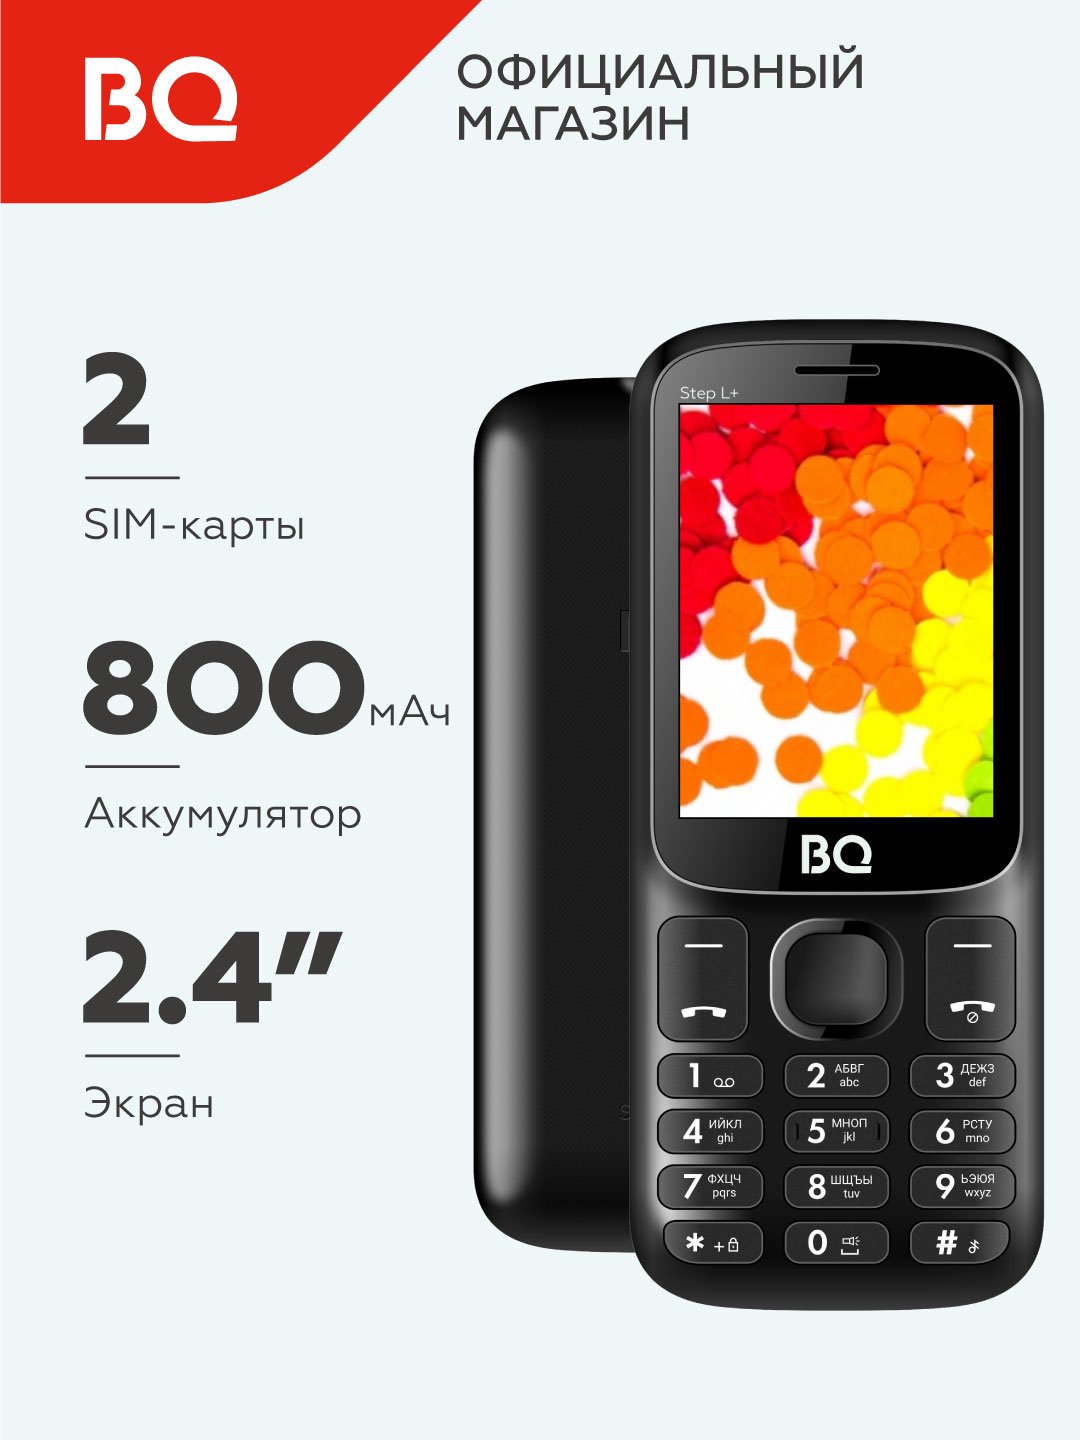 BQ
ОФИЦИАЛЬНЫЙ
МАГАЗИН
2
SIM-карты
800 мАч
Аккумулятор
2.4″
Экран
Step L+
BQ
1
2 АБВГ abc
3 ДЕЖЗ def
4 ИЙКЛ ghi
5 МНОП jkl
6 РСТУ mno
7 ФХЦЧ pqrs
8 ШЩЪЫ tuv
9 ЬЭЮЯ wxyz
* +
0
#